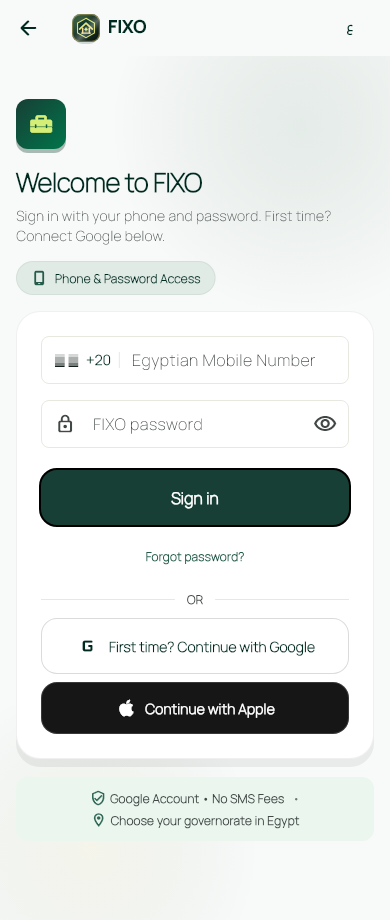 FIXO
ع
Welcome to FIXO
Sign in with your phone and password. First time?
Connect Google below.
Phone & Password Access
+20 Egyptian Mobile Number
FIXO password
Sign in
Forgot password?
OR
G First time? Continue with Google
Continue with Apple
Google Account • No SMS Fees •
Choose your governorate in Egypt